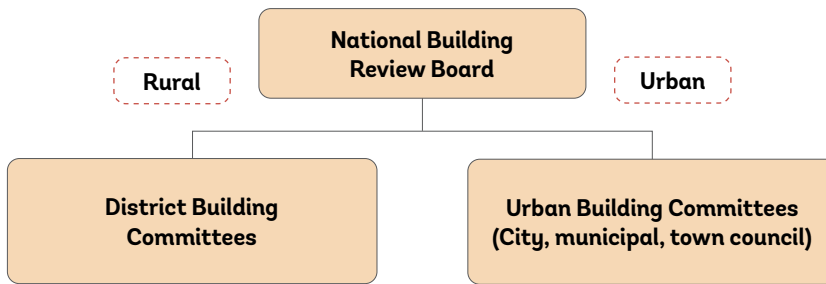 National Building
Review Board
Rural
Urban
District Building
Committees
Urban Building Committees
(City, municipal, town council)